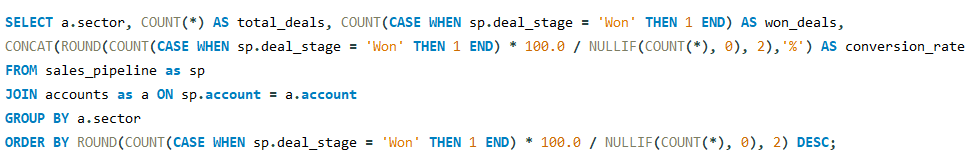 SELECT a.sector, COUNT(*) AS total_deals, COUNT(CASE WHEN sp.deal_stage = 'Won' THEN 1 END) AS won_deals,
CONCAT(ROUND(COUNT(CASE WHEN sp.deal_stage = 'Won' THEN 1 END) * 100.0 / NULLIF(COUNT(*), 0), 2),'%') AS conversion_rate
FROM sales_pipeline as sp
JOIN accounts as a ON sp.account = a.account
GROUP BY a.sector
ORDER BY ROUND(COUNT(CASE WHEN sp.deal_stage = 'Won' THEN 1 END) * 100.0 / NULLIF(COUNT(*), 0), 2) DESC;